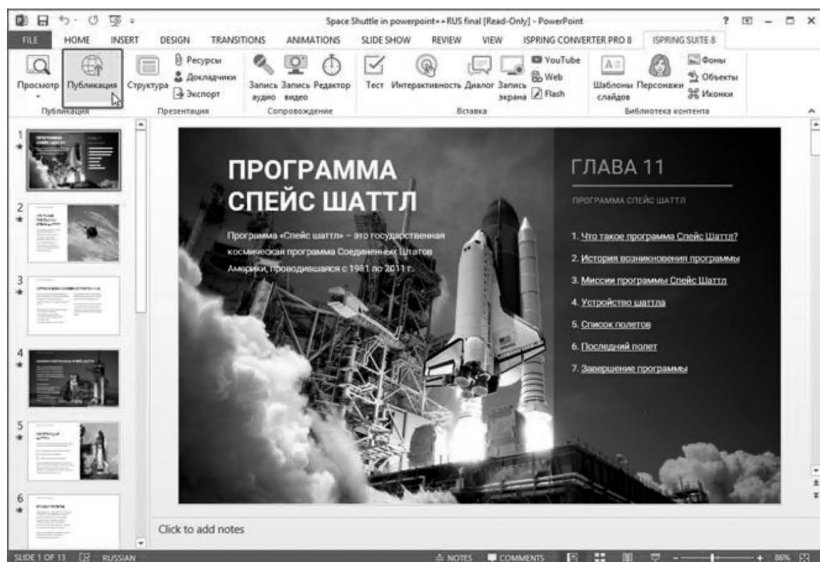 Space Shuttle in powerpoint++RUS final [Read-Only] - PowerPoint
FILE HOME INSERT DESIGN TRANSITIONS ANIMATIONS SLIDE SHOW REVIEW VIEW ISPRING CONVERTER PRO 8 ISPRING SUITE 8
Просмотр
Публикация
Структура
Ресурсы
Докладчики
Экспорт
Запись аудио
Запись видео
Редактор
Тест
Интерактивность
Диалог
Запись экрана
YouTube
Web
Flash
Шаблоны слайдов
Персонажи
Фоны
Объекты
Иконки
Публикация
Презентация
Сопровождение
Вставка
Библиотека контента
1
2
3
4
5
6
ПРОГРАММА
СПЕЙС ШАТТЛ
Программа «Спейс шаттл» – это государственная
космическая программа Соединенных Штатов
Америки, проводившаяся с 1981 по 2011 г.
ГЛАВА 11
ПРОГРАММА СПЕЙС ШАТТЛ
1. Что такое программа Спейс Шаттл?
2. История возникновения программы
3. Миссии программы Спейс Шаттл
4. Устройство шаттла
5. Список полетов
6. Последний полет
7. Завершение программы
Click to add notes
SLIDE 1 OF 13 RUSSIAN NOTES COMMENTS 86%